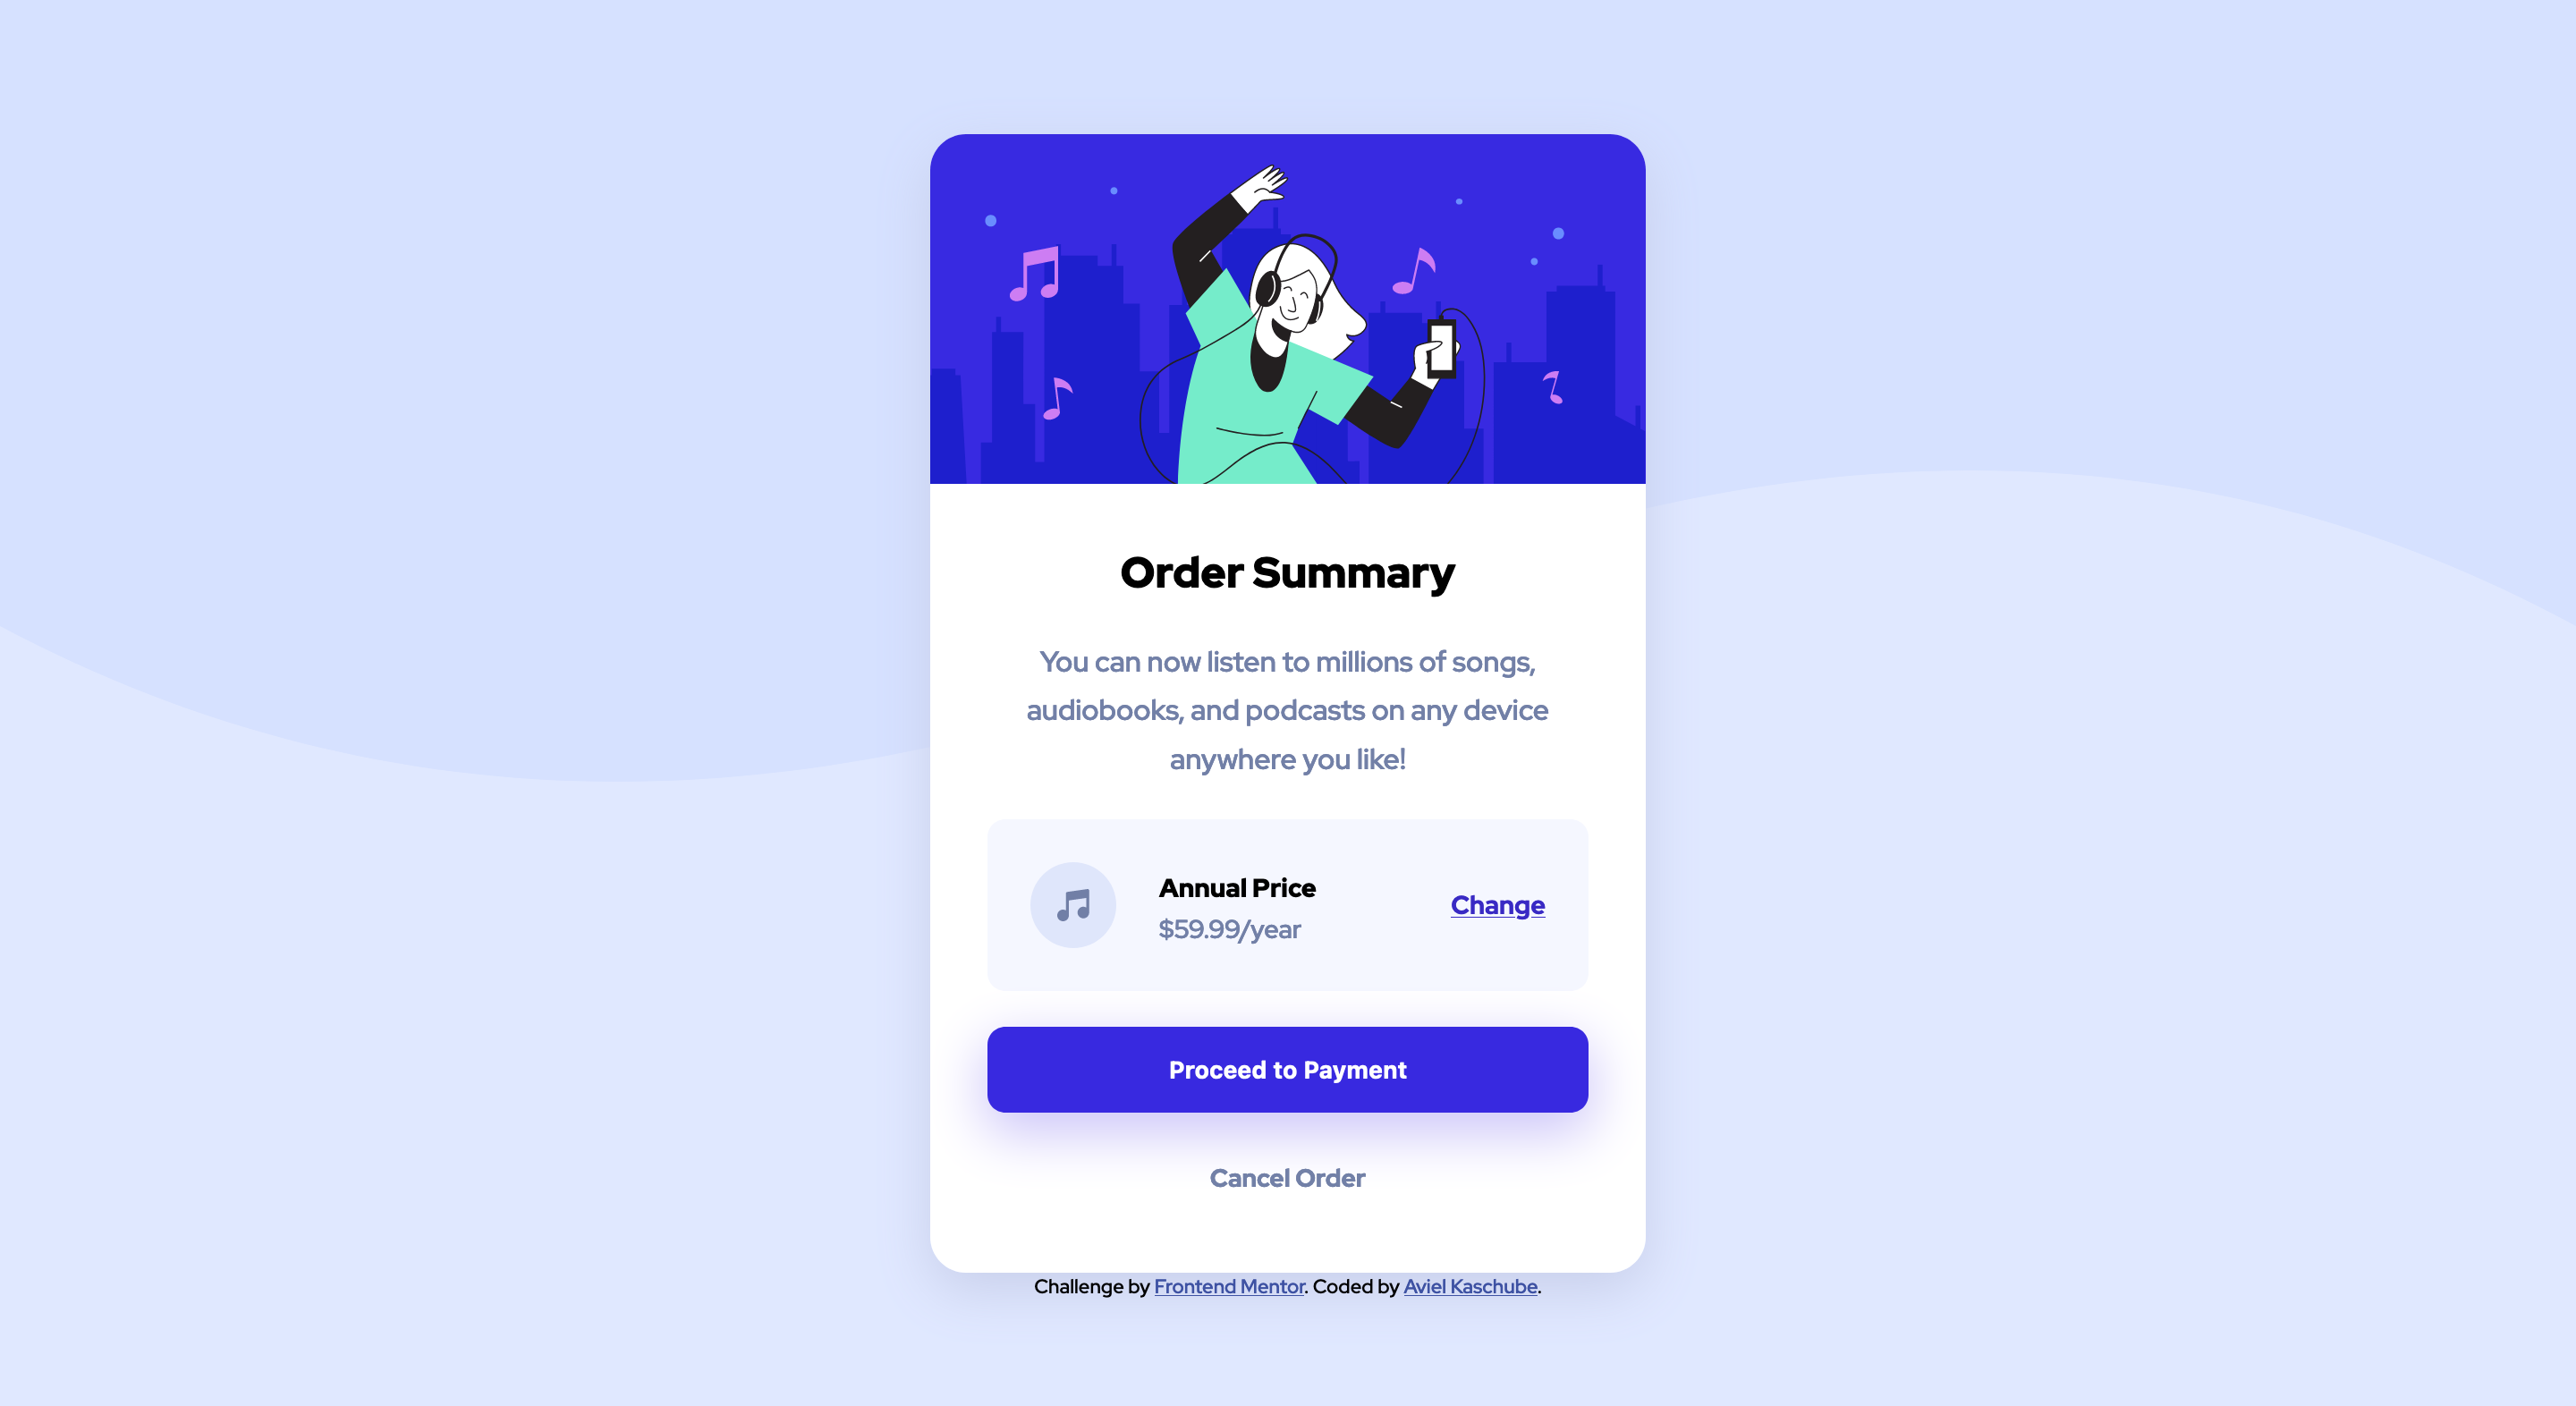 Order Summary
You can now listen to millions of songs,
audiobooks, and podcasts on any device
anywhere you like!
Annual Price
$59.99/year
Change
Proceed to Payment
Cancel Order
Challenge by Frontend Mentor. Coded by Aviel Kaschube.